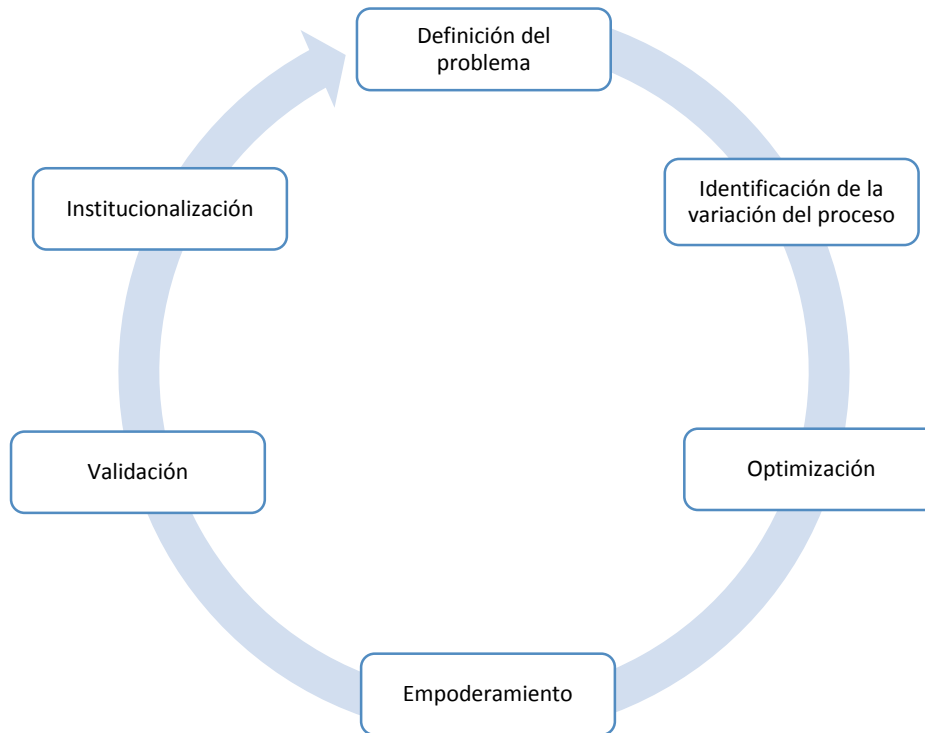 Definición del
problema
Identificación de la
variación del proceso
Optimización
Empoderamiento
Validación
Institucionalización